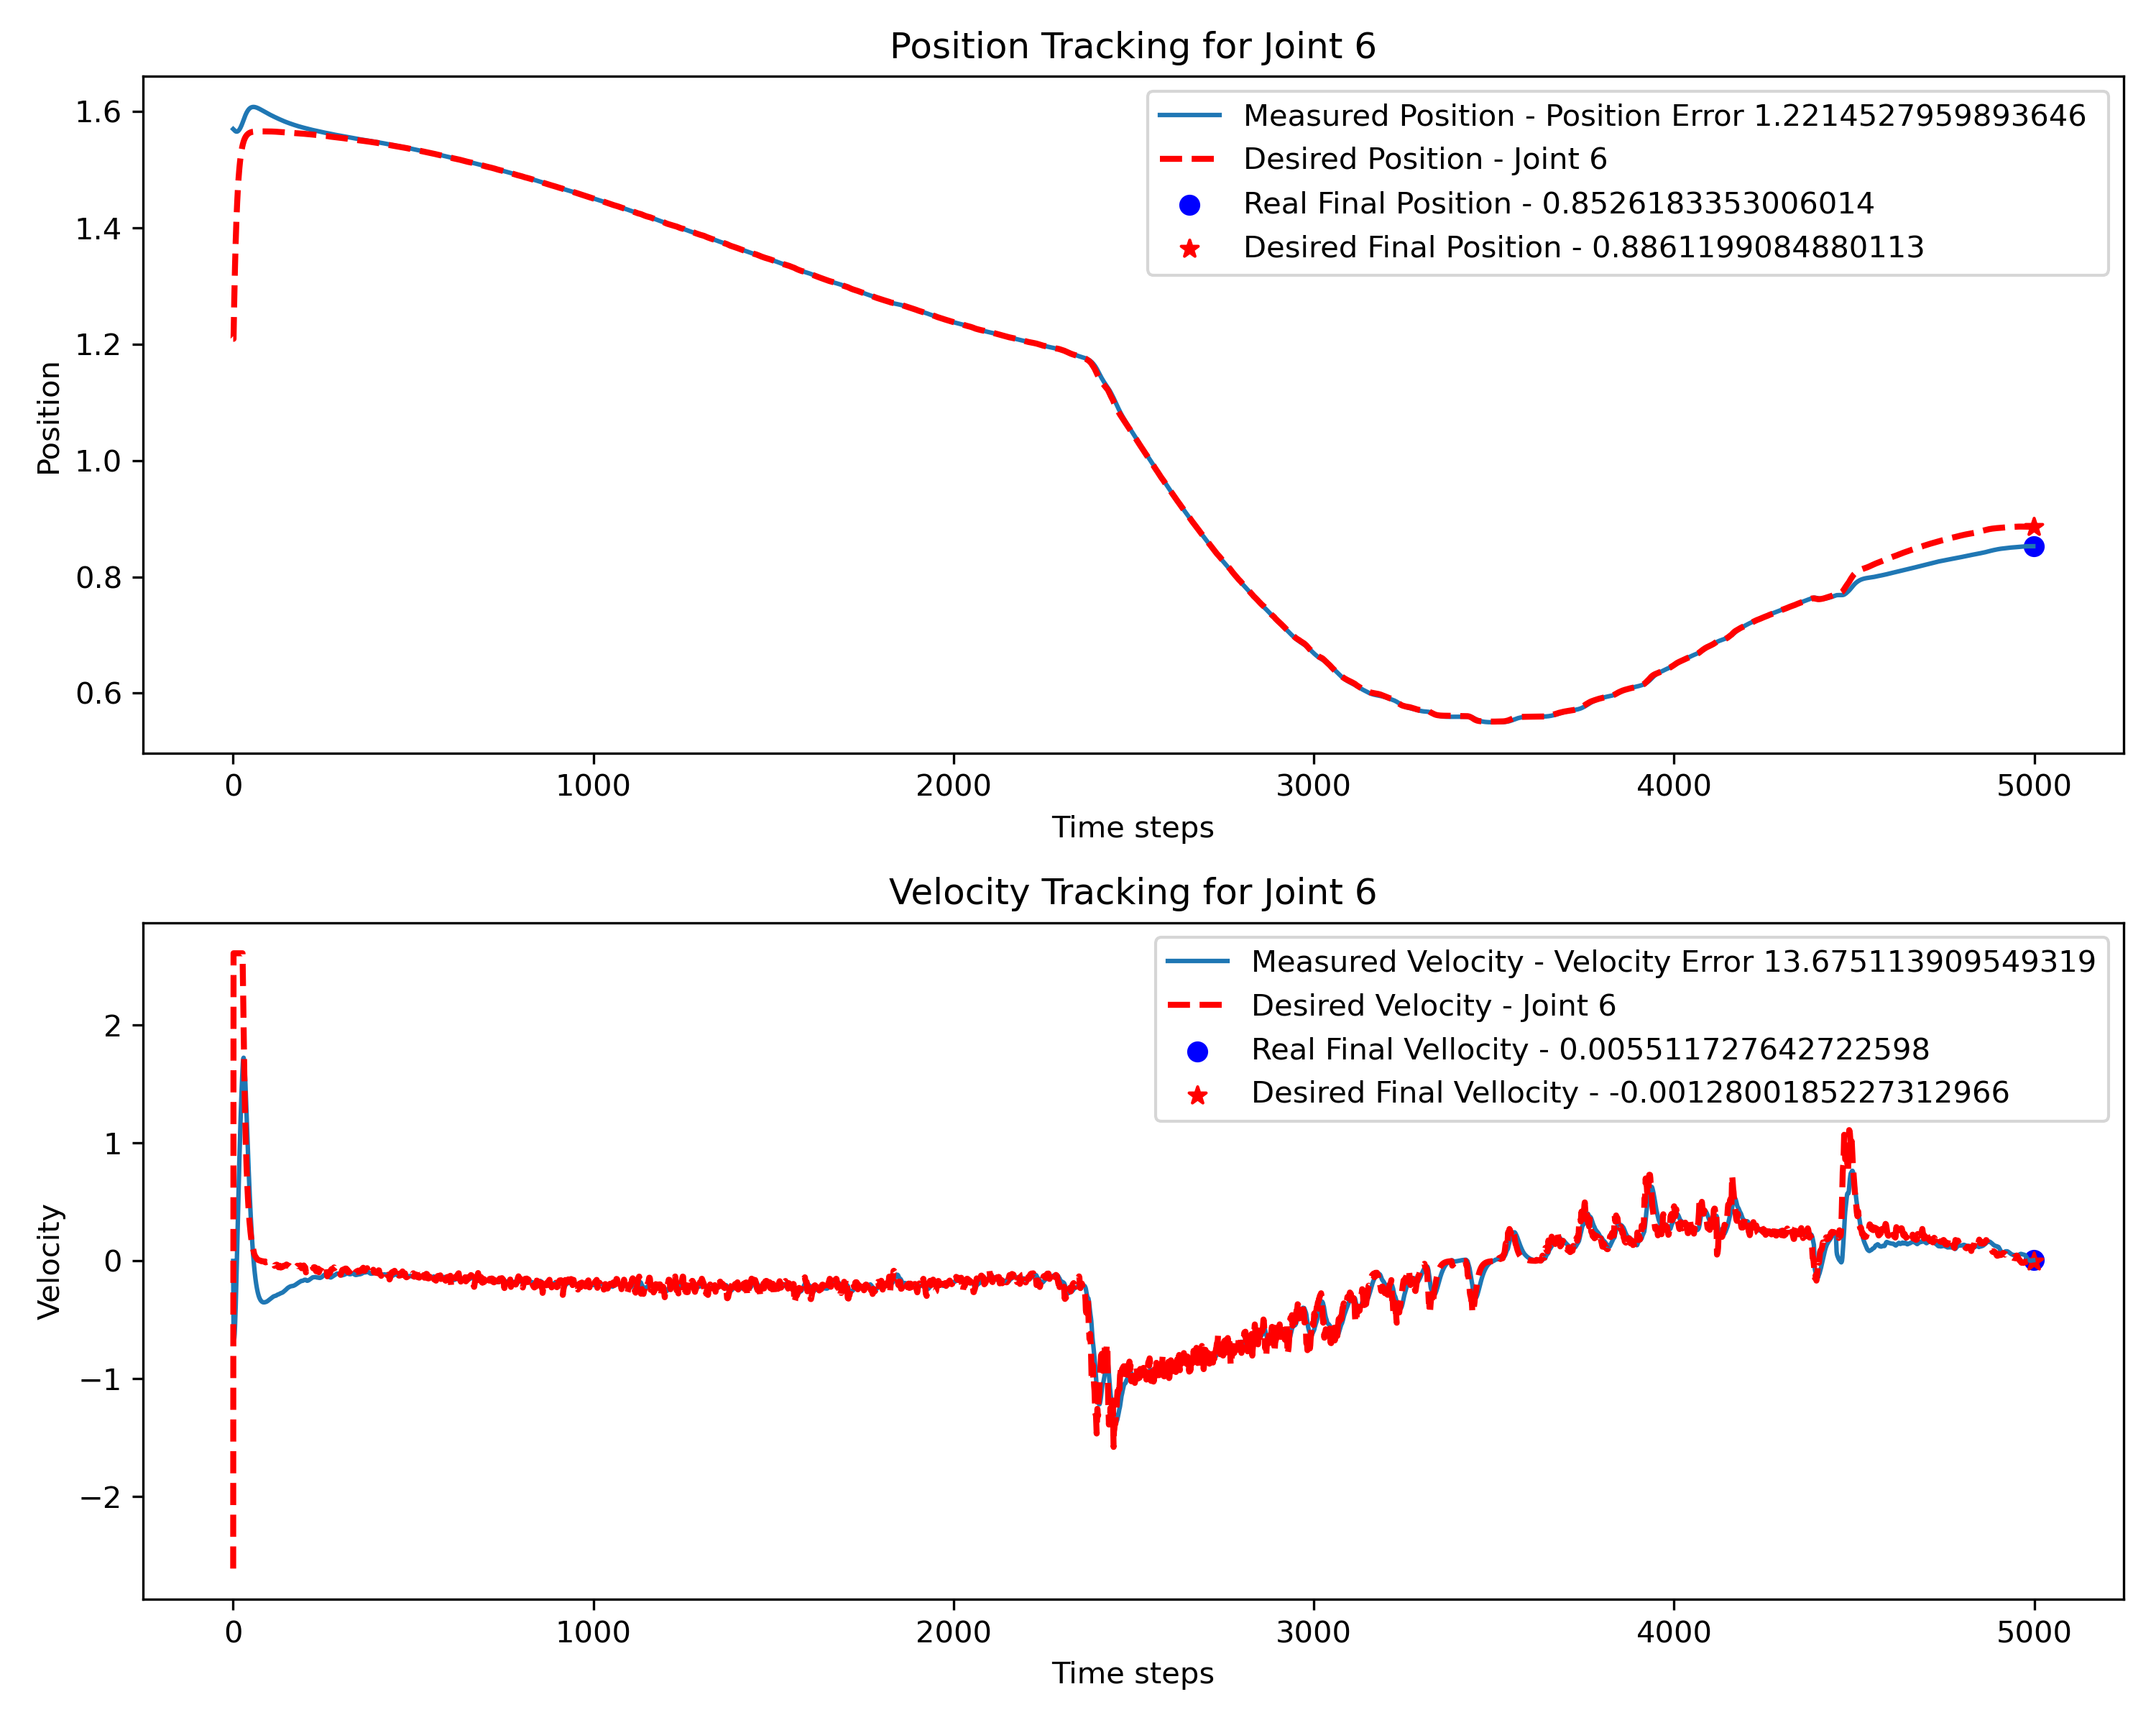 Position Tracking for Joint 6
Measured Position - Position Error 1.2214527959893646
Desired Position - Joint 6
Real Final Position - 0.8526183353006014
Desired Final Position - 0.8861199084880113
Position
1.6
1.4
1.2
1.0
0.8
0.6
0 1000 2000 3000 4000 5000
Time steps
Velocity Tracking for Joint 6
Measured Velocity - Velocity Error 13.675113909549319
Desired Velocity - Joint 6
Real Final Vellocity - 0.005511727642722598
Desired Final Vellocity - -0.0012800185227312966
Velocity
2
1
0
−1
−2
0 1000 2000 3000 4000 5000
Time steps